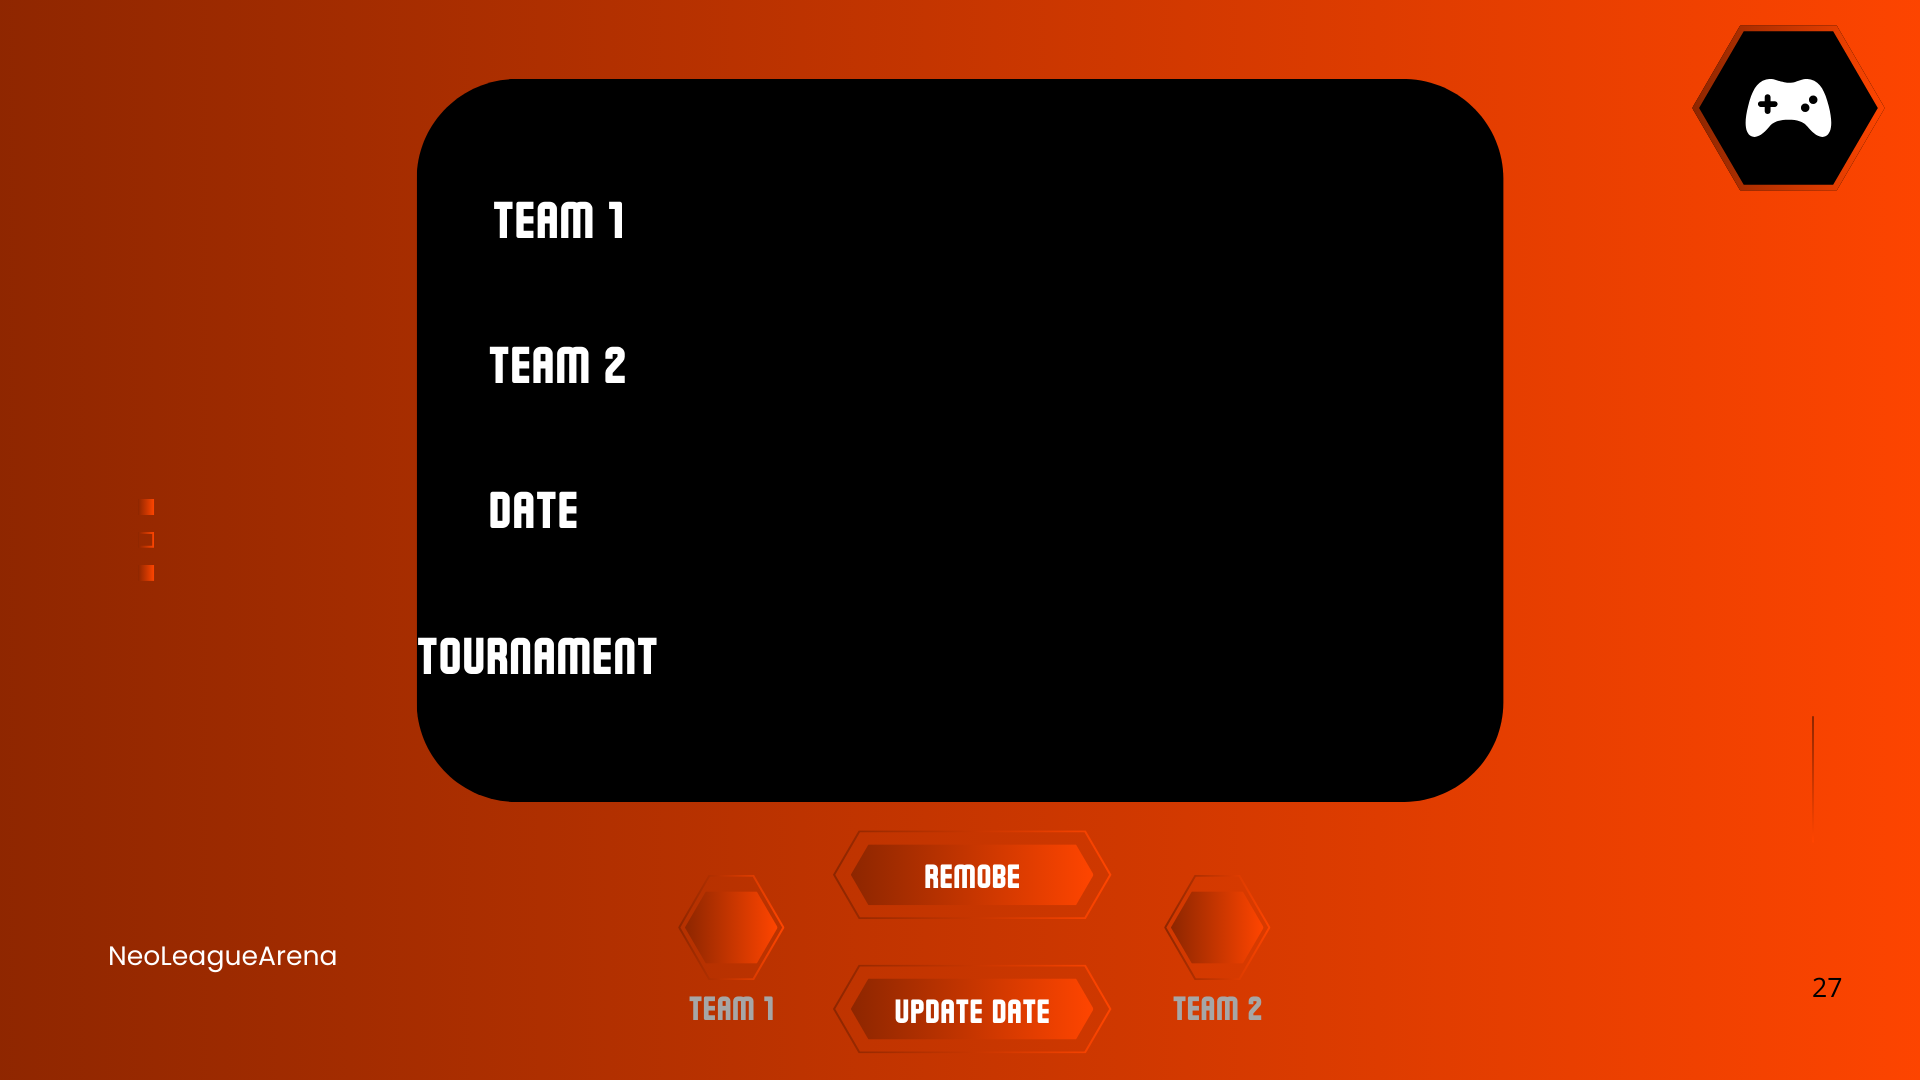 TEAM 1
TEAM 2
DATE
TOURNAMENT
REMOBE
NeoLeagueArena
TEAM 1
UPDATE DATE
TEAM 2
27